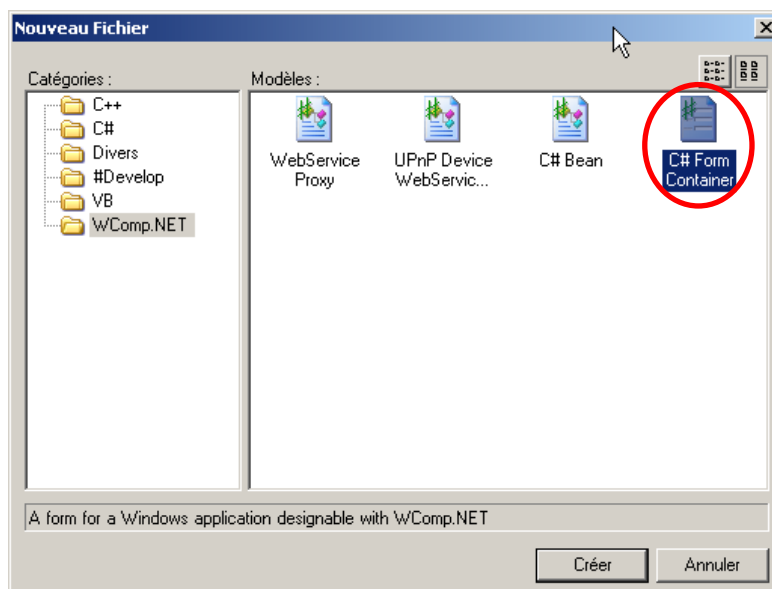 Nouveau Fichier
Catégories :
Modèles :
C++
C#
Divers
#Develop
VB
WComp.NET
WebService
Proxy
UPnP Device
WebServic...
C# Bean
C# Form
Container
A form for a Windows application designable with WComp.NET
Créer
Annuler